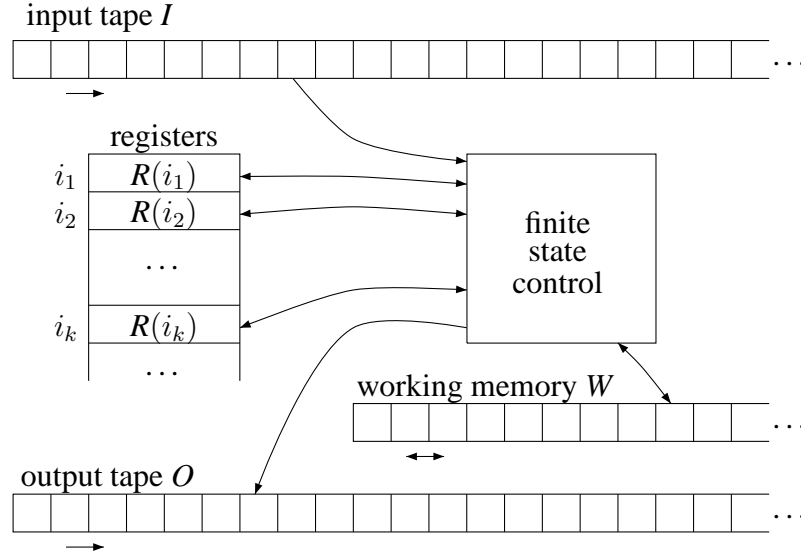 input tape I
...
registers
i₁ R(i₁)
i₂ R(i₂)
...
iₖ R(iₖ)
...
finite
state
control
working memory W
...
output tape O
...